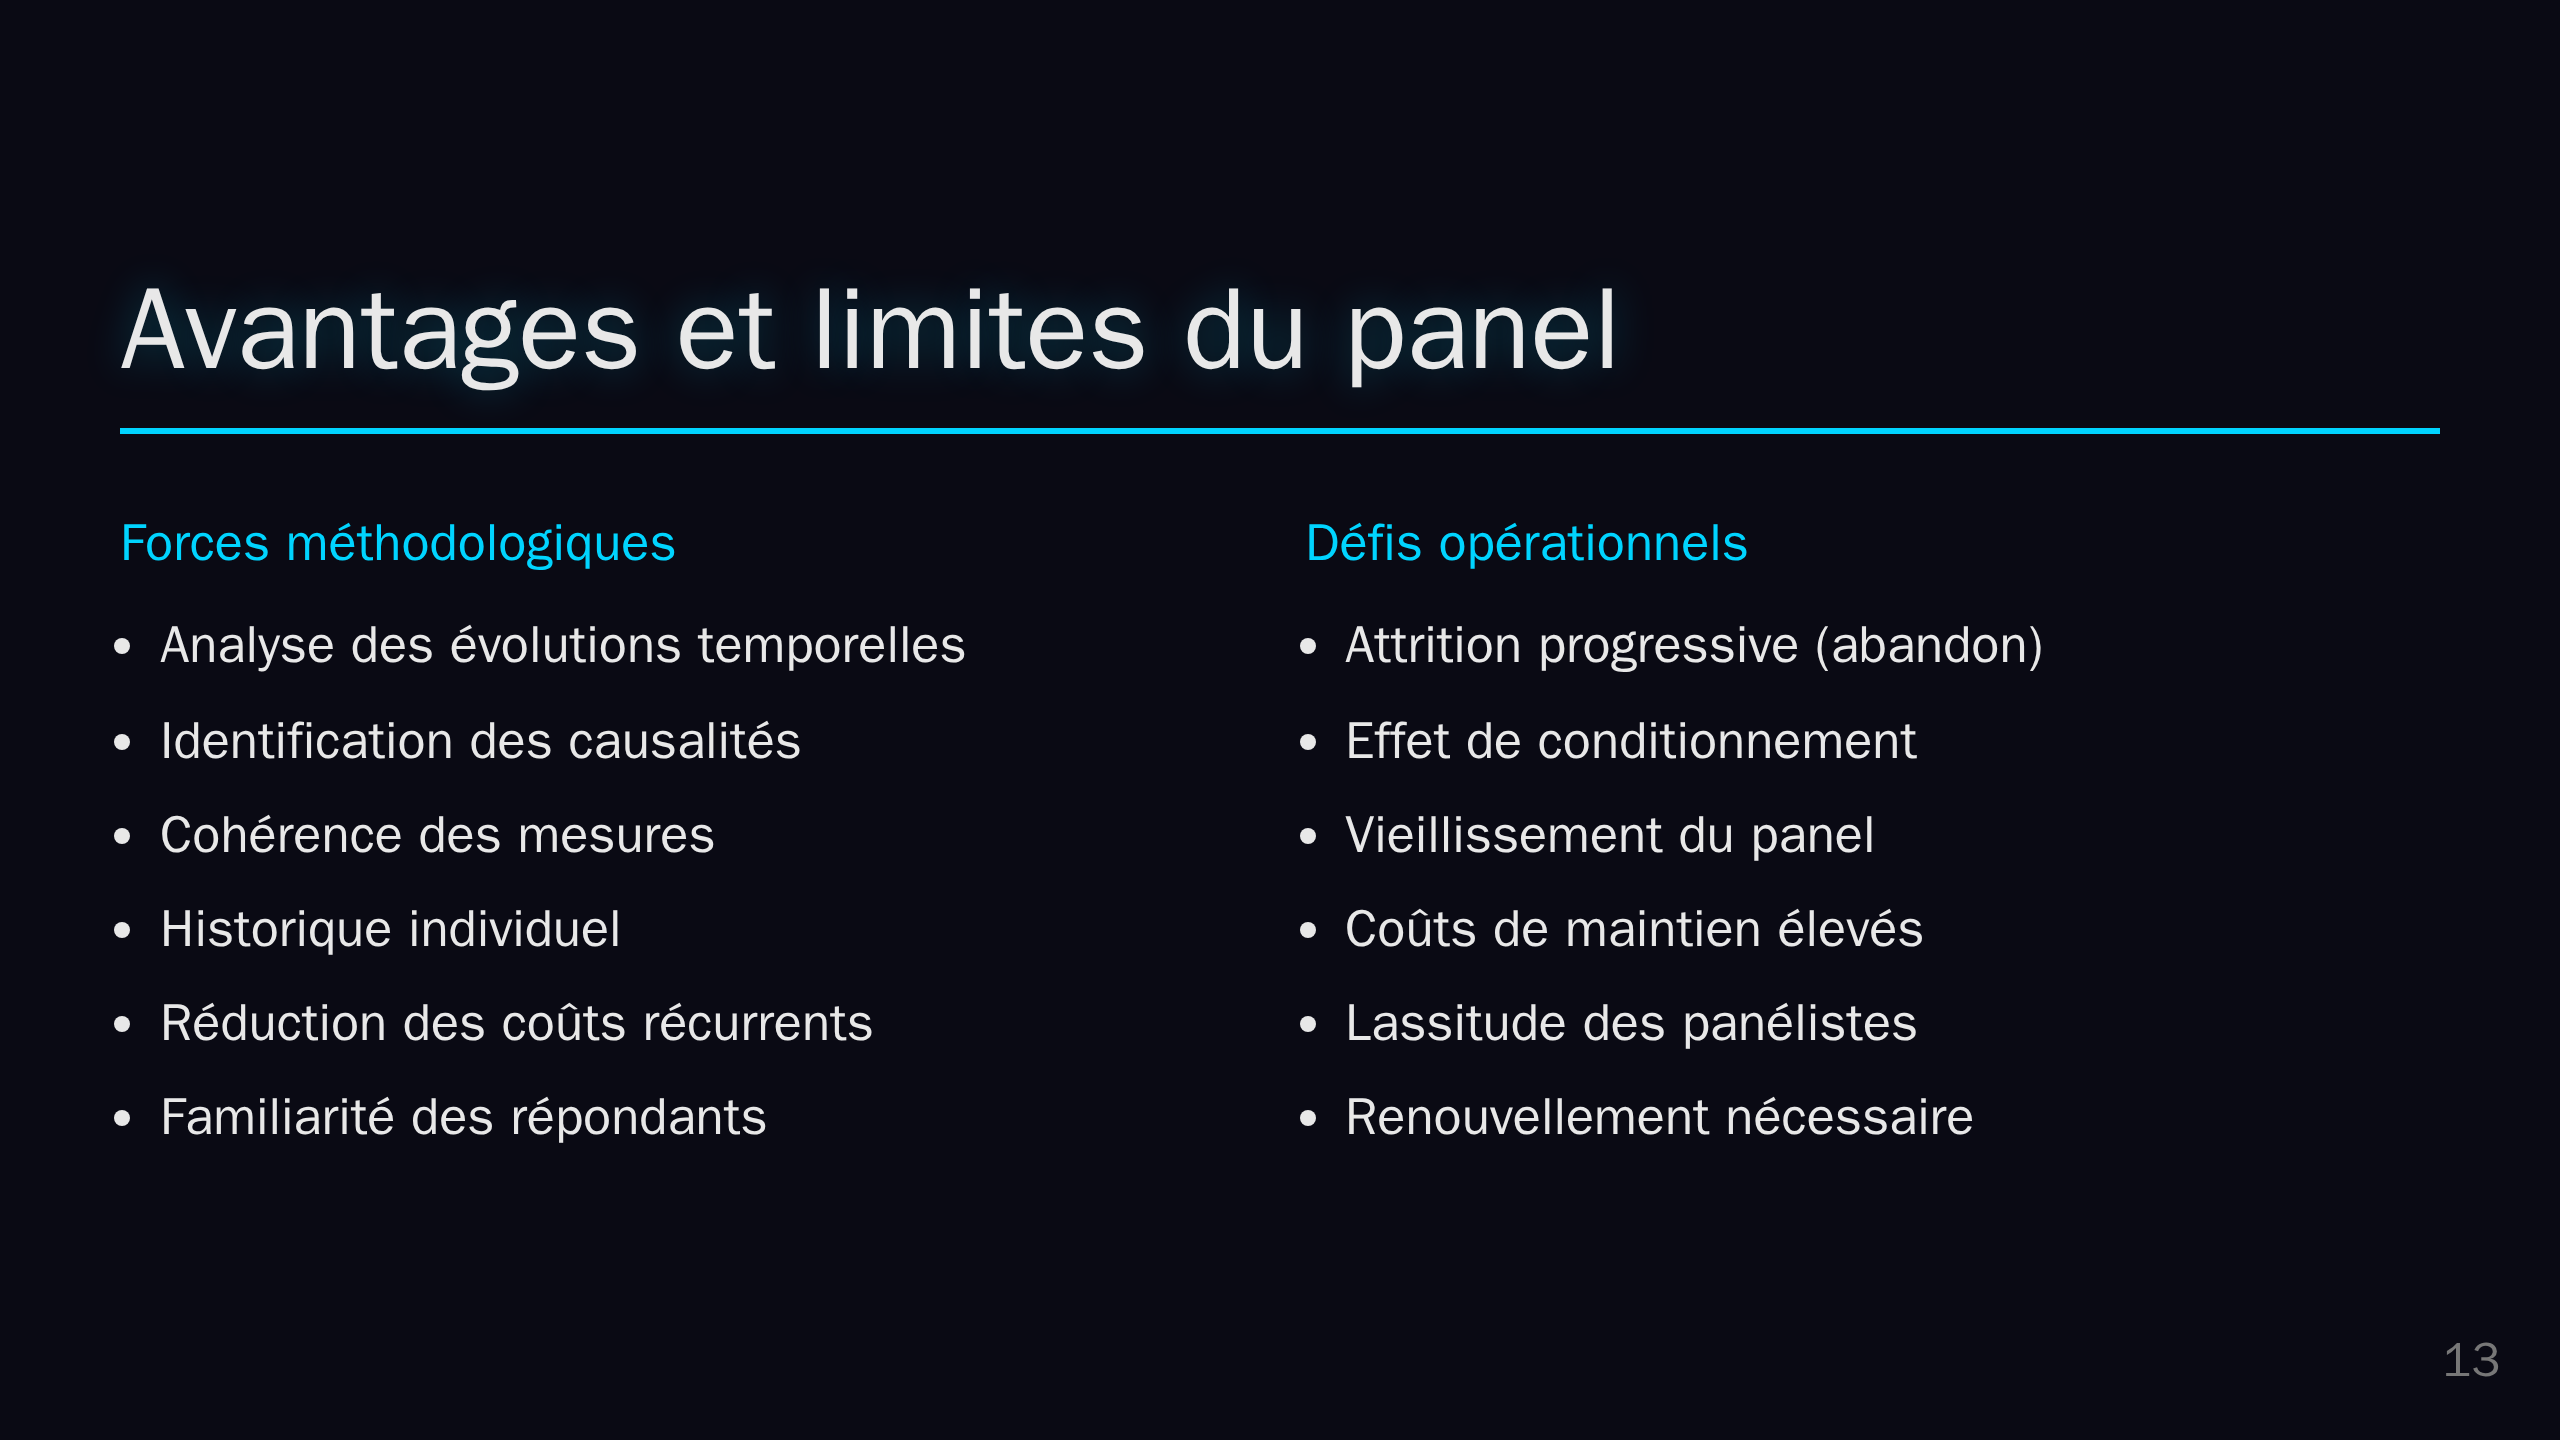 Avantages et limites du panel
Forces méthodologiques
• Analyse des évolutions temporelles
• Identification des causalités
• Cohérence des mesures
• Historique individuel
• Réduction des coûts récurrents
• Familiarité des répondants
Défis opérationnels
• Attrition progressive (abandon)
• Effet de conditionnement
• Vieillissement du panel
• Coûts de maintien élevés
• Lassitude des panélistes
• Renouvellement nécessaire
13